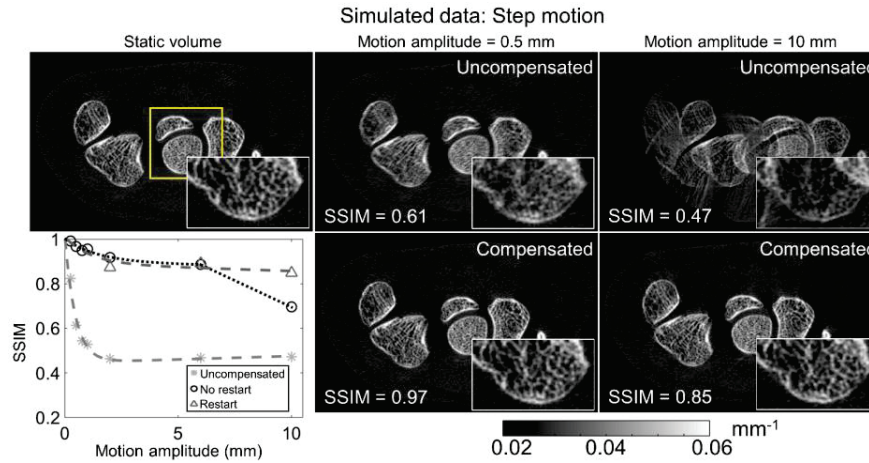 Simulated data: Step motion
Static volume
Motion amplitude = 0.5 mm
Motion amplitude = 10 mm
Uncompensated
SSIM = 0.61
Uncompensated
SSIM = 0.47
1
0.8
0.6
0.4
0.2
SSIM
0
5
10
Motion amplitude (mm)
Uncompensated
No restart
Restart
Compensated
SSIM = 0.97
Compensated
SSIM = 0.85
0.02
0.04
0.06
mm⁻¹